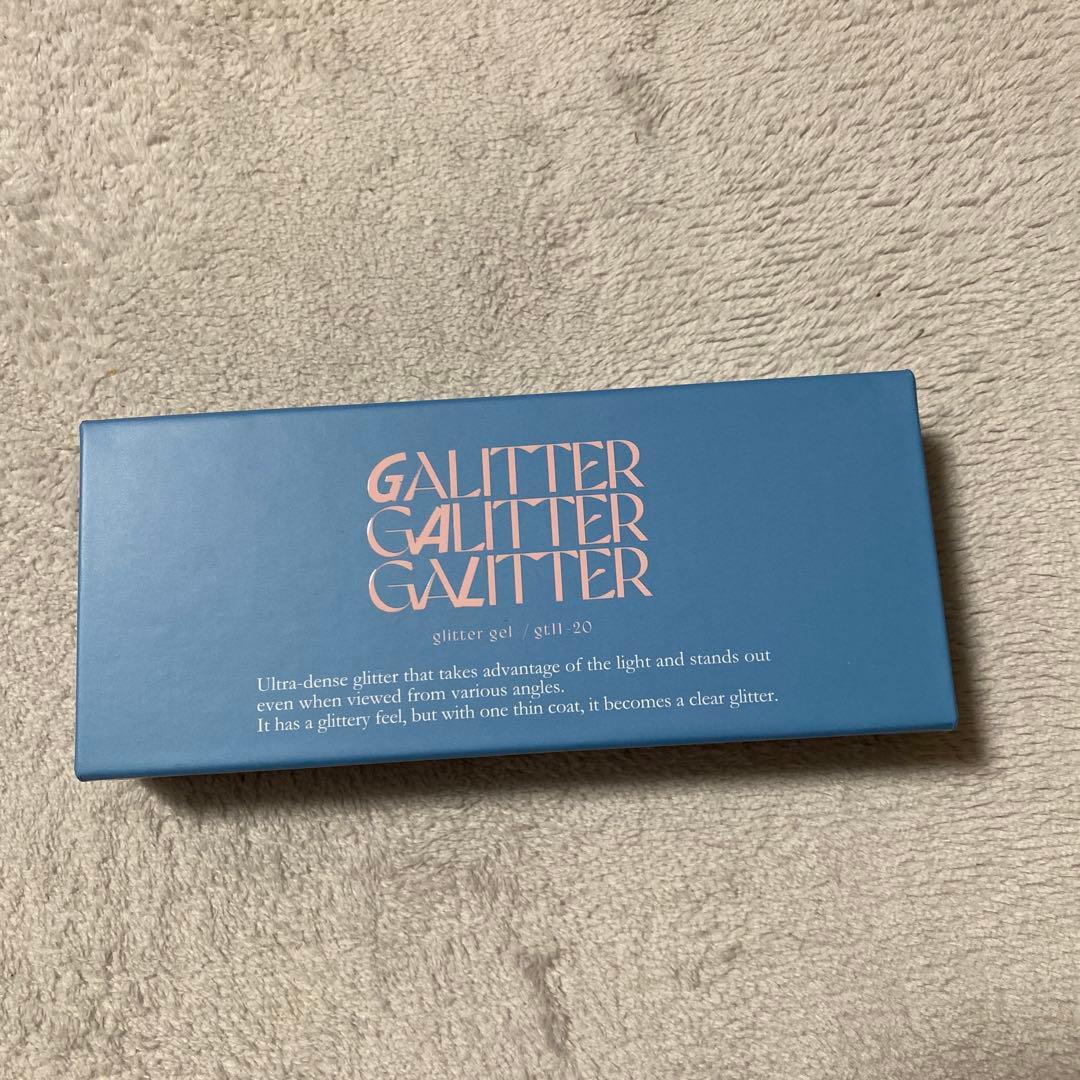 GALITTER
GALITTER
GALITTER
glitter gel / gt11-20
Ultra-dense glitter that takes advantage of the light and stands out
even when viewed from various angles.
It has a glittery feel, but with one thin coat, it becomes a clear glitter.